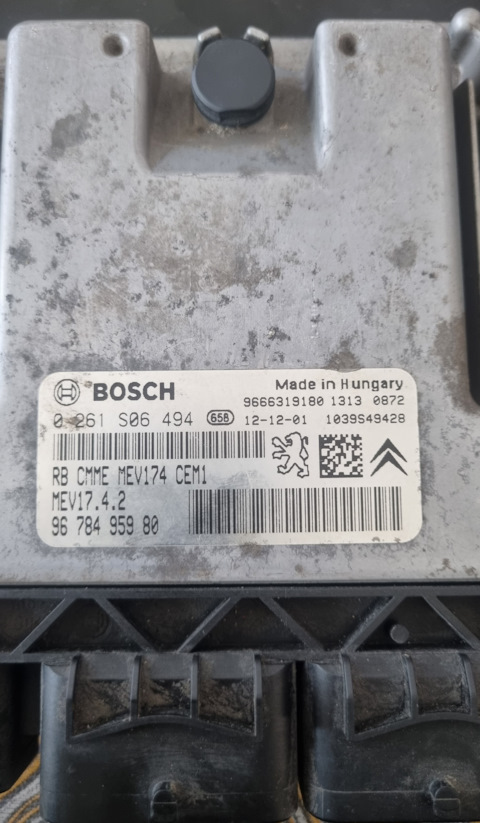 BOSCH
Made in Hungary
9666319180 1313 0872
0 261 S06 494 658 12-12-01 1039S49428
RB CMME MEV174 CEM1
MEV17.4.2
96 784 959 80